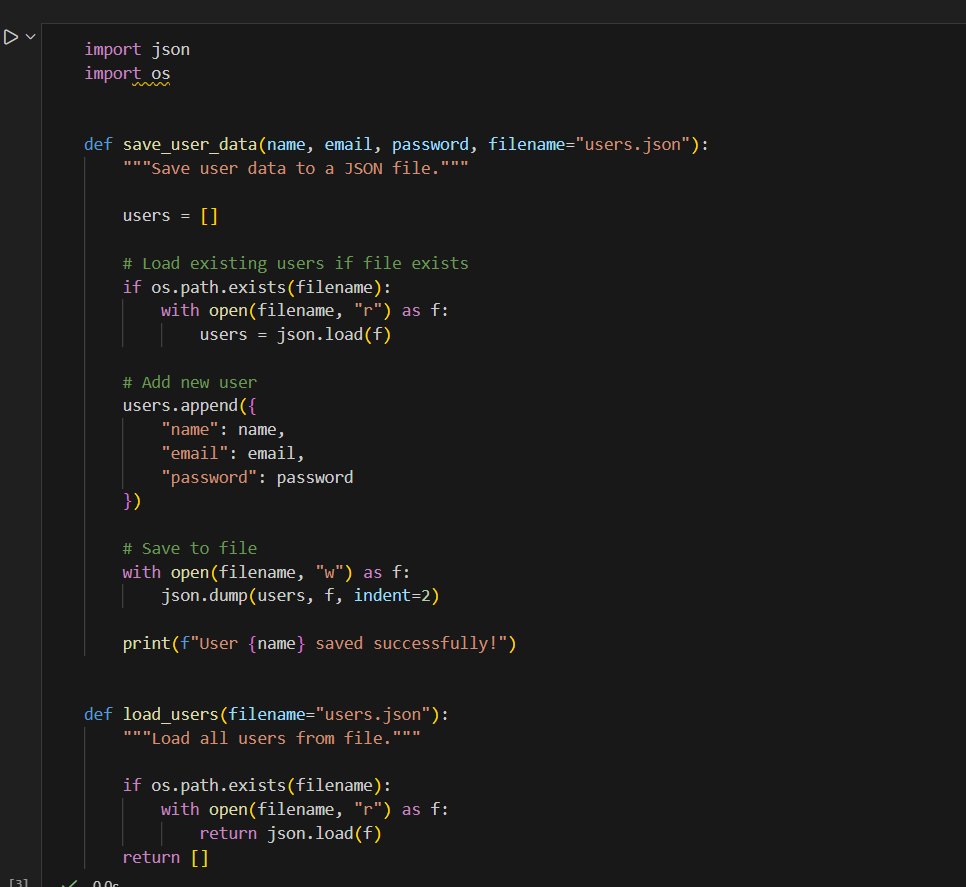 import json
import os
def save_user_data(name, email, password, filename="users.json"):
"""Save user data to a JSON file."""
users = []
# Load existing users if file exists
if os.path.exists(filename):
with open(filename, "r") as f:
users = json.load(f)
# Add new user
users.append({
"name": name,
"email": email,
"password": password
})
# Save to file
with open(filename, "w") as f:
json.dump(users, f, indent=2)
print(f"User {name} saved successfully!")
def load_users(filename="users.json"):
"""Load all users from file."""
if os.path.exists(filename):
with open(filename, "r") as f:
return json.load(f)
return []
[3] 0.0s